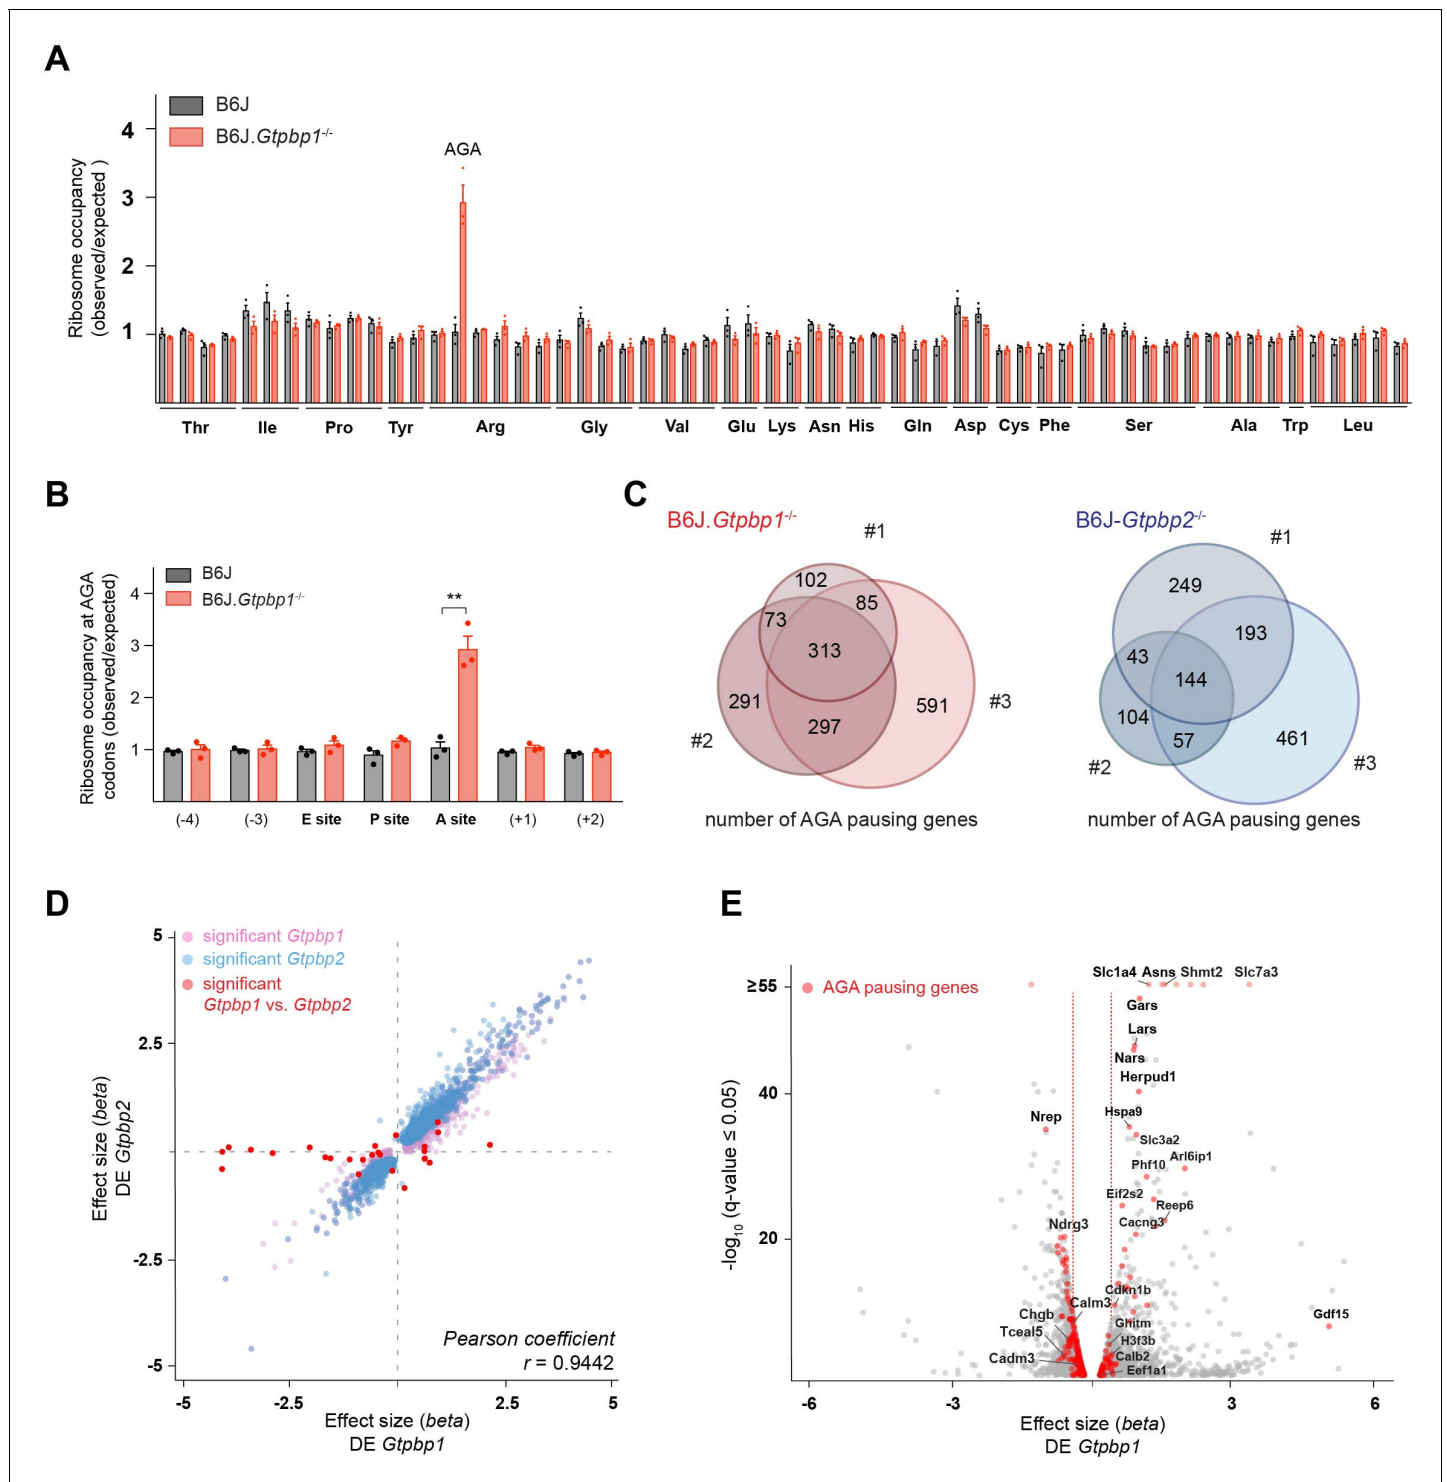 A
B6J
B6J.Gtpbp1-/-
Ribosome occupancy
(observed/expected )
4
3
2
1
AGA
Thr Ile Pro Tyr Arg Gly Val Glu Lys Asn His Gln Asp Cys Phe Ser Ala Trp Leu
B
B6J
B6J.Gtpbp1-/-
Ribosome occupancy at AGA
codons (observed/expected)
4
3
2
1
**
(-4) (-3) E site P site A site (+1) (+2)
C
B6J.Gtpbp1-/-
#1
102
85
73
313
291
591
297
#2
#3
number of AGA pausing genes
B6J-Gtpbp2-/-
#1
249
193
43
144
104
57
461
#2
#3
number of AGA pausing genes
D
significant Gtpbp1
significant Gtpbp2
significant
Gtpbp1 vs. Gtpbp2
Effect size (beta)
DE Gtpbp2
5
2.5
-2.5
-5
Pearson coefficient
r = 0.9442
-5 -2.5 2.5 5
Effect size (beta)
DE Gtpbp1
E
AGA pausing genes
-log10 (q-value ≤ 0.05)
≥55
40
20
Slc1a4 Asns Shmt2 Slc7a3
Gars
Lars
Nars
Herpud1
Nrep
Hspa9
Slc3a2
Arl6ip1
Phf10
Eif2s2
Reep6
Ndrg3
Cacng3
Cdkn1b
Calm3
Chgb
Gdf15
Ghitm
Tceal5
H3f3b
Cadm3
Calb2
Eef1a1
-6 -3 3 6
Effect size (beta)
DE Gtpbp1